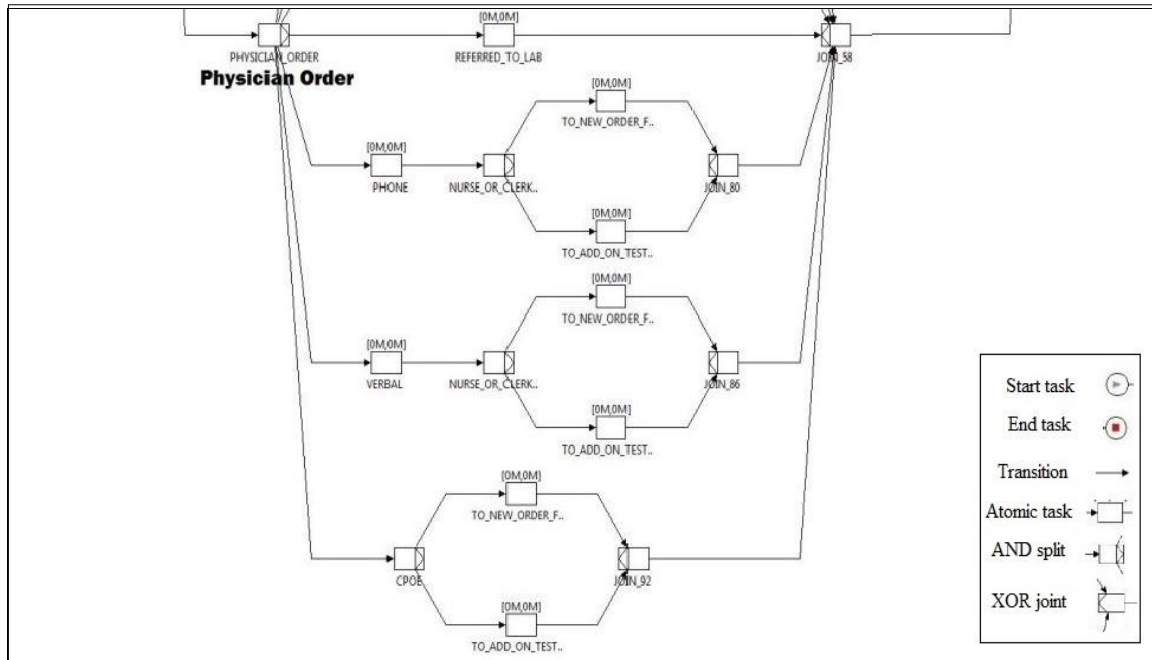 [0M,0M]
PHYSICIAN_ORDER
REFERRED_TO_LAB
JOIN_58
Physician Order
[0M,0M]
TO_NEW_ORDER_F..
[0M,0M]
PHONE
NURSE_OR_CLERK..
JOIN_80
[0M,0M]
TO_ADD_ON_TEST..
[0M,0M]
TO_NEW_ORDER_F..
[0M,0M]
VERBAL
NURSE_OR_CLERK..
JOIN_86
[0M,0M]
TO_ADD_ON_TEST..
[0M,0M]
TO_NEW_ORDER_F..
CPOE
JOIN_92
[0M,0M]
TO_ADD_ON_TEST..
Start task
End task
Transition
Atomic task
AND split
XOR joint